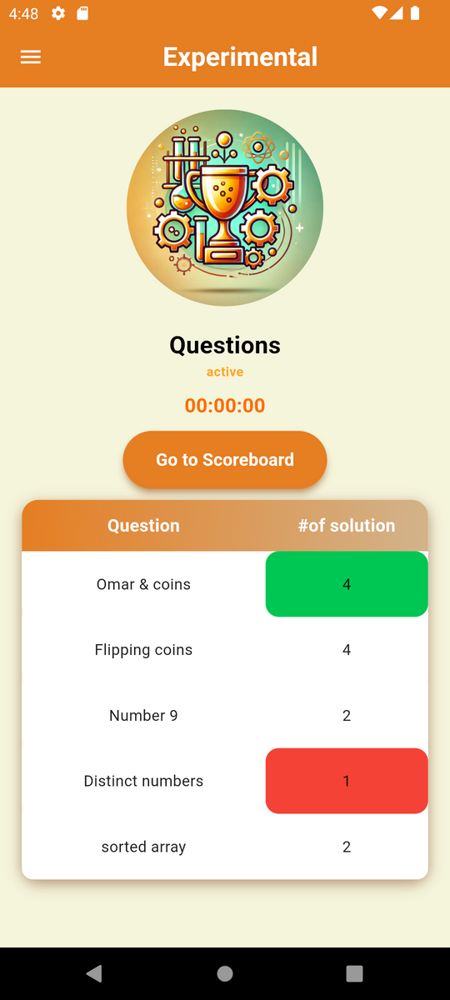 4:48
Experimental
Questions
active
00:00:00
Go to Scoreboard
Question #of solution
Omar & coins 4
Flipping coins 4
Number 9 2
Distinct numbers 1
sorted array 2